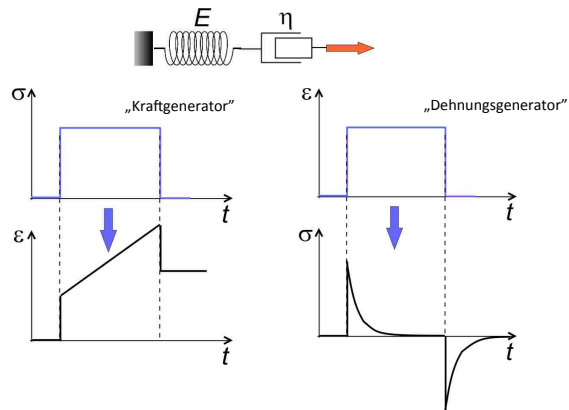 E
η
σ
„Kraftgenerator”
t
ε
t
ε
„Dehnungsgenerator”
t
σ
t